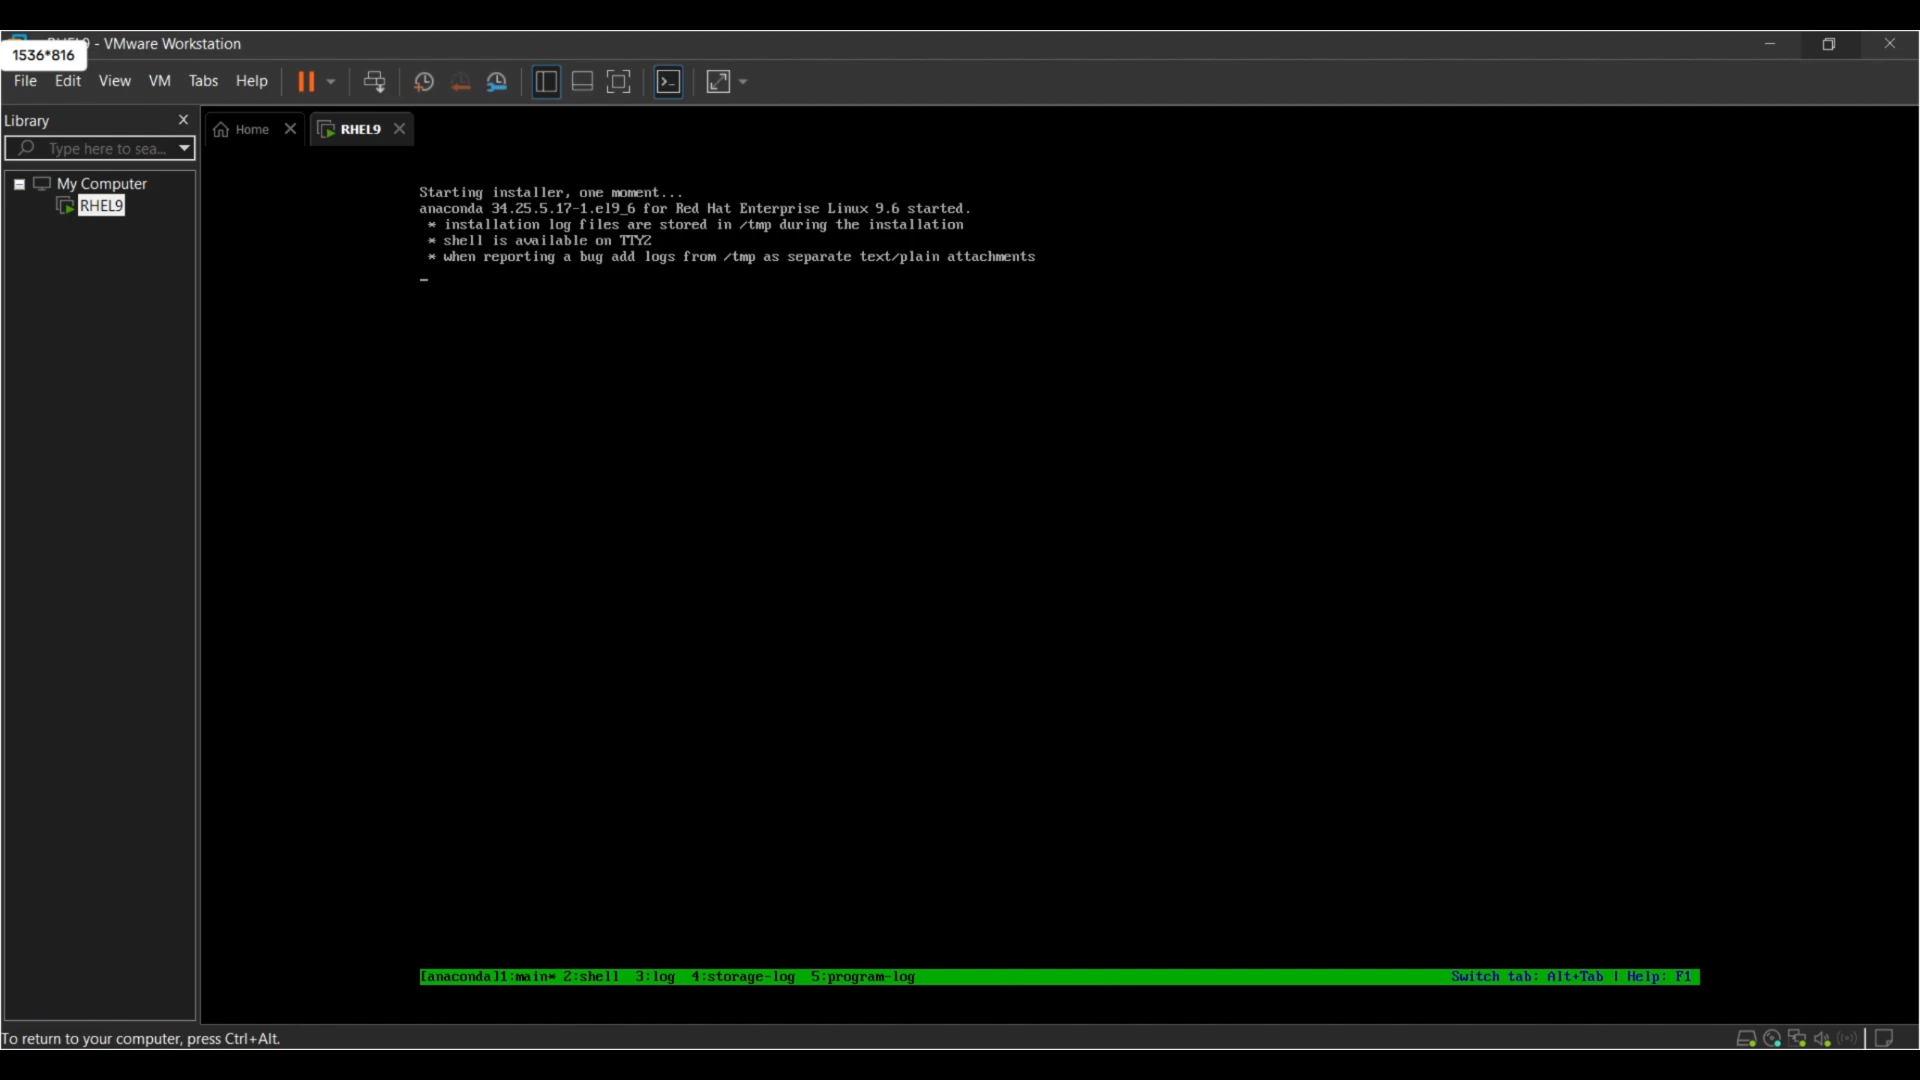 - VMware Workstation
1536*816
File Edit View VM Tabs Help
Library
Type here to sea...
My Computer
RHEL9
Home
RHEL9
Starting installer, one moment...
anaconda 34.25.5.17-1.el9_6 for Red Hat Enterprise Linux 9.6 started.
* installation log files are stored in /tmp during the installation
* shell is available on TTY2
* when reporting a bug add logs from /tmp as separate text/plain attachments
[anaconda]1:main* 2:shell 3:log 4:storage-log 5:program-log
Switch tab: Alt+Tab | Help: F1
To return to your computer, press Ctrl+Alt.